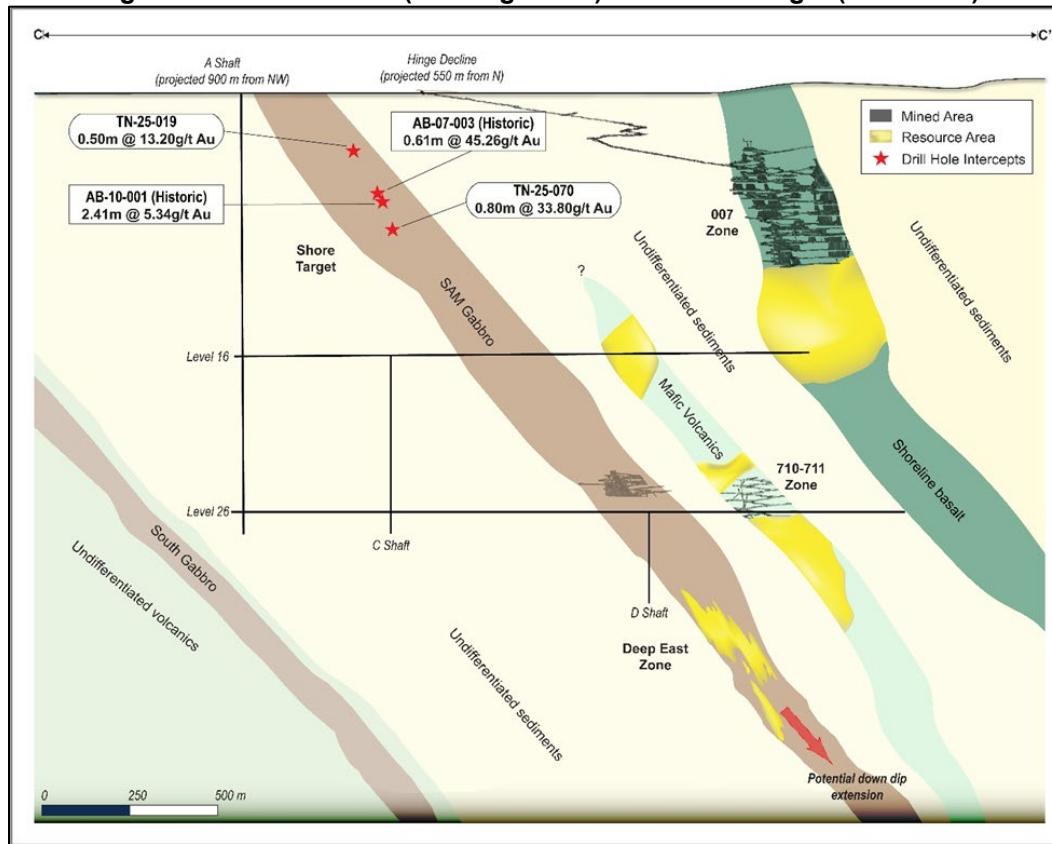 C
C'
A Shaft
(projected 900 m from NW)
Hinge Decline
(projected 550 m from N)
TN-25-019
0.50m @ 13.20g/t Au
AB-07-003 (Historic)
0.61m @ 45.26g/t Au
AB-10-001 (Historic)
2.41m @ 5.34g/t Au
TN-25-070
0.80m @ 33.80g/t Au
Mined Area
Resource Area
Drill Hole Intercepts
007
Zone
Shore
Target
SAM Gabbro
?
Undifferentiated sediments
Undifferentiated sediments
Level 16
Mafic Volcanics
710-711
Zone
Shoreline basalt
Level 26
C Shaft
South Gabbro
Undifferentiated volcanics
D Shaft
Deep East
Zone
Undifferentiated sediments
Potential down dip
extension
0
250
500 m